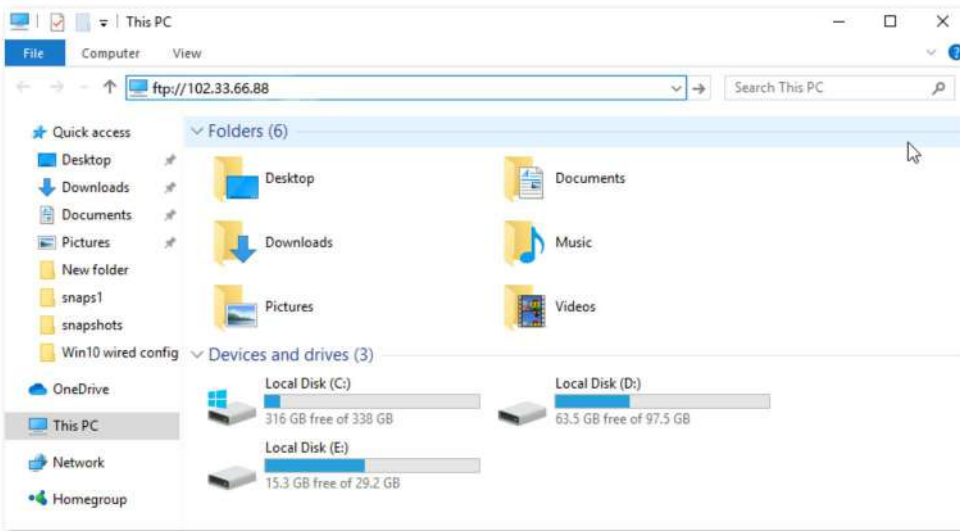 This PC
File Computer View
ftp://102.33.66.88
Search This PC
Quick access
Desktop
Downloads
Documents
Pictures
New folder
snaps1
snapshots
Win10 wired config
OneDrive
This PC
Network
Homegroup
Folders (6)
Desktop
Documents
Downloads
Music
Pictures
Videos
Devices and drives (3)
Local Disk (C:)
316 GB free of 338 GB
Local Disk (D:)
63.5 GB free of 97.5 GB
Local Disk (E:)
15.3 GB free of 29.2 GB